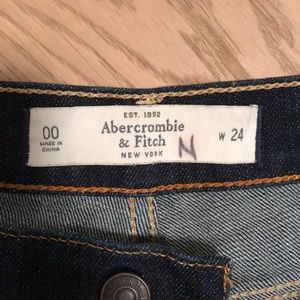 EST. 1892
00
MADE IN
CHINA
Abercrombie
& Fitch
NEW YORK
N
W 24